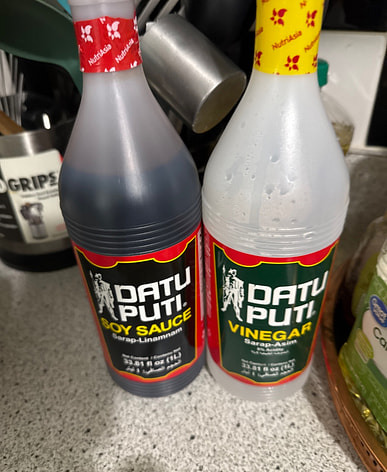 NutriAsia
NutriAsia
GRIPS
DATU
PUTI
SOY SAUCE
Sarap-Linamnam
33.81 fl oz (1L)
DATU
PUTI
VINEGAR
Sarap-Asim
33.81 fl oz (1L)